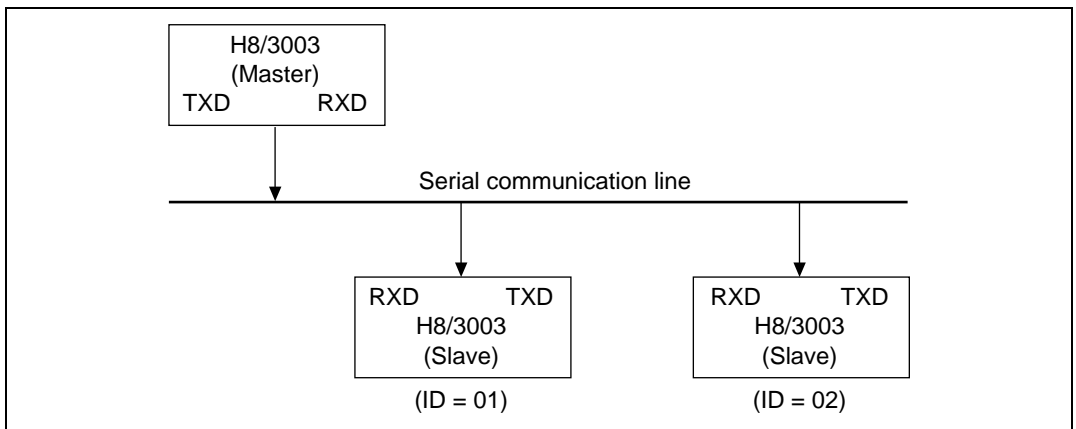 H8/3003
(Master)
TXD RXD
Serial communication line
RXD TXD
H8/3003
(Slave)
(ID = 01)
RXD TXD
H8/3003
(Slave)
(ID = 02)